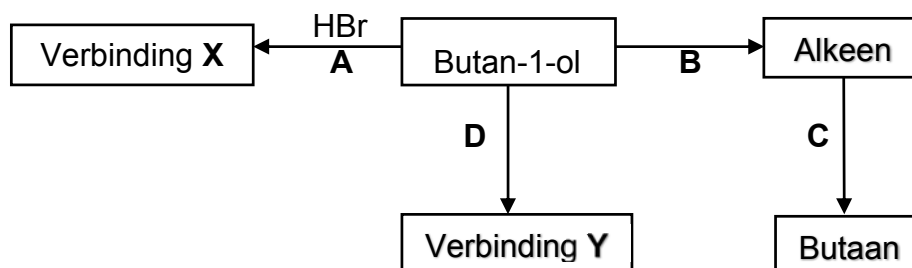 HBr
Verbinding X
A
Butan-1-ol
B
Alkeen
D
C
Verbinding Y
Butaan